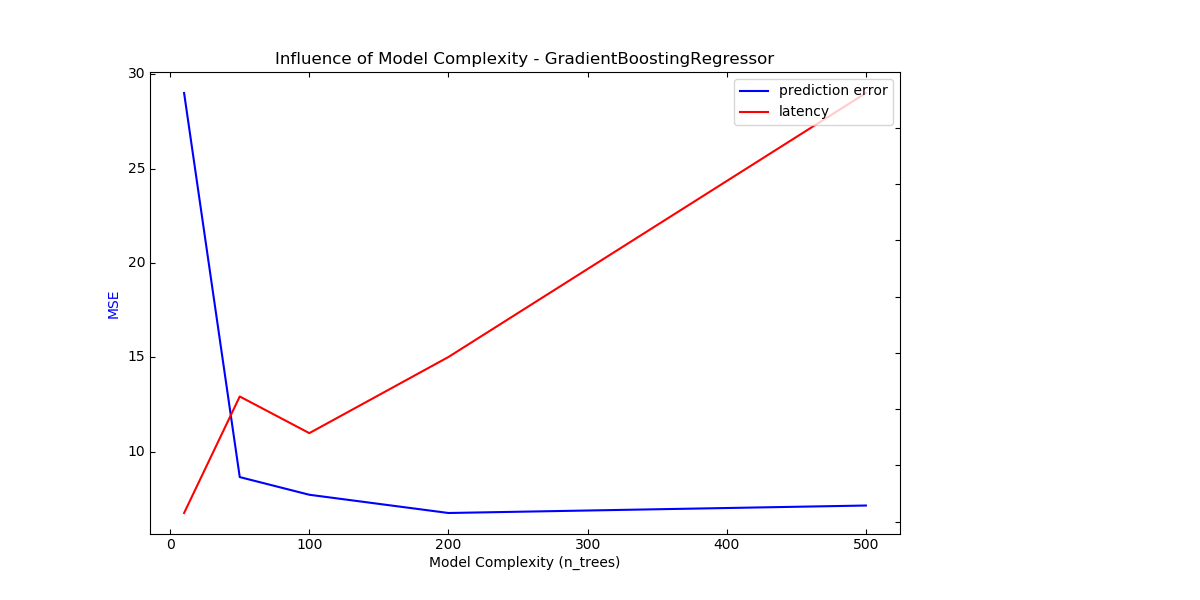 Influence of Model Complexity - GradientBoostingRegressor
30
25
20
15
10
MSE
prediction error
latency
0 100 200 300 400 500
Model Complexity (n_trees)